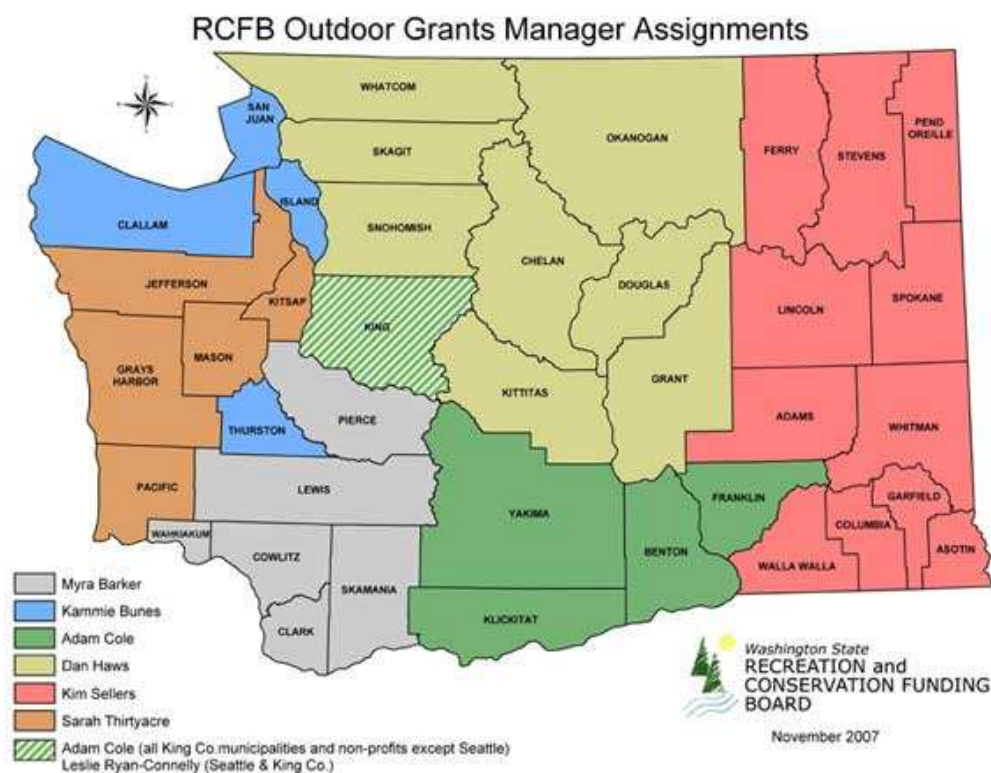 RCFB Outdoor Grants Manager Assignments
WHATCOM
SAN
JUAN
SKAGIT
OKANOGAN
FERRY
STEVENS
PEND
OREILLE
CLALLAM
ISLAND
SNOHOMISH
CHELAN
DOUGLAS
JEFFERSON
KITSAP
KING
LINCOLN
SPOKANE
MASON
GRAYS
HARBOR
KITTITAS
GRANT
PIERCE
ADAMS
WHITMAN
THURSTON
PACIFIC
LEWIS
YAKIMA
FRANKLIN
GARFIELD
COLUMBIA
WAHKIAKUM
COWLITZ
SKAMANIA
BENTON
WALLA WALLA
ASOTIN
CLARK
KLICKITAT
Myra Barker
Kammie Bunes
Adam Cole
Dan Haws
Kim Sellers
Sarah Thirtyacre
Adam Cole (all King Co.municipalities and non-profits except Seattle)
Leslie Ryan-Connelly (Seattle & King Co.)
Washington State
RECREATION and
CONSERVATION FUNDING
BOARD
November 2007